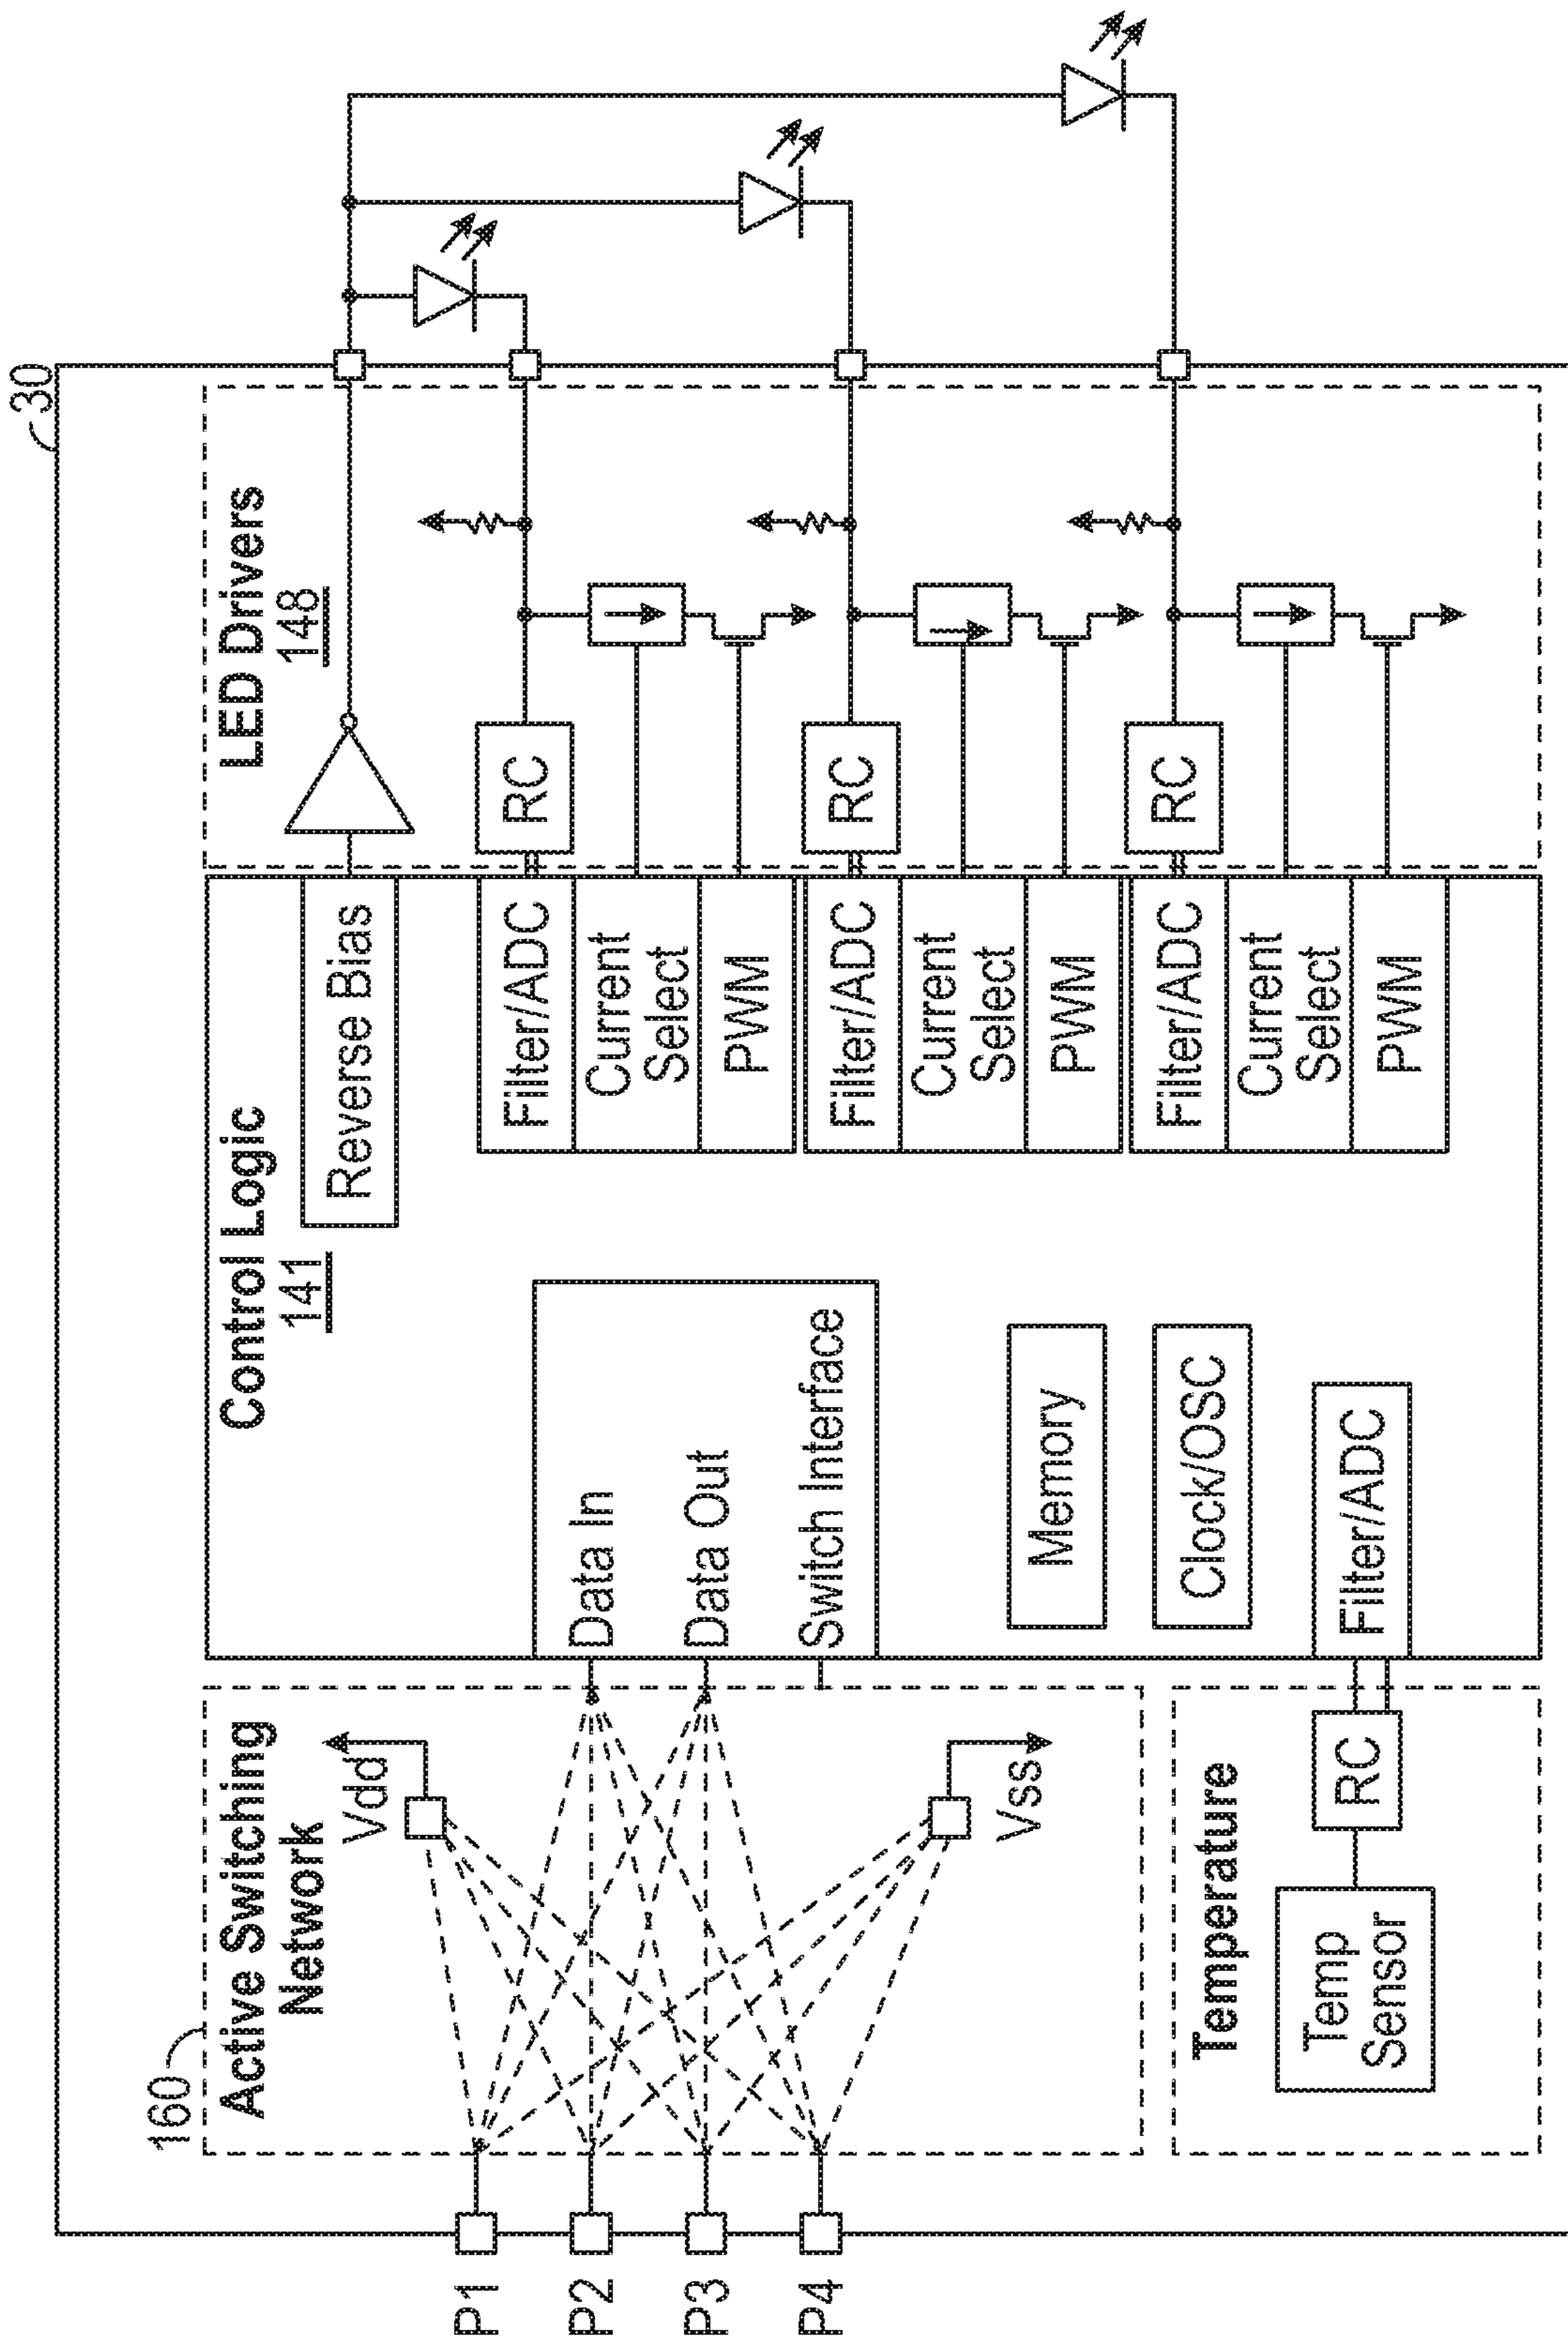 30
160
Active Switching
Network
Vdd
Vss
P1
P2
P3
P4
Temperature
Temp
Sensor
RC
Control Logic
141
Data In
Data Out
Switch Interface
Memory
Clock/OSC
Filter/ADC
Reverse Bias
Filter/ADC
Current
Select
PWM
Filter/ADC
Current
Select
PWM
Filter/ADC
Current
Select
PWM
LED Drivers
148
RC
RC
RC